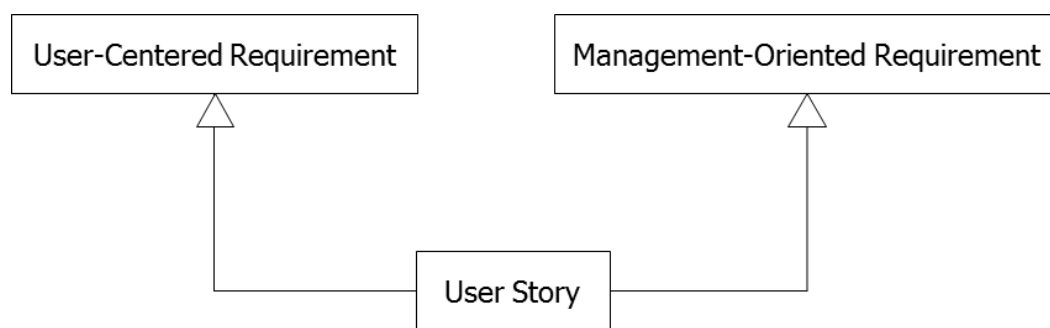 User-Centered Requirement
Management-Oriented Requirement
User Story